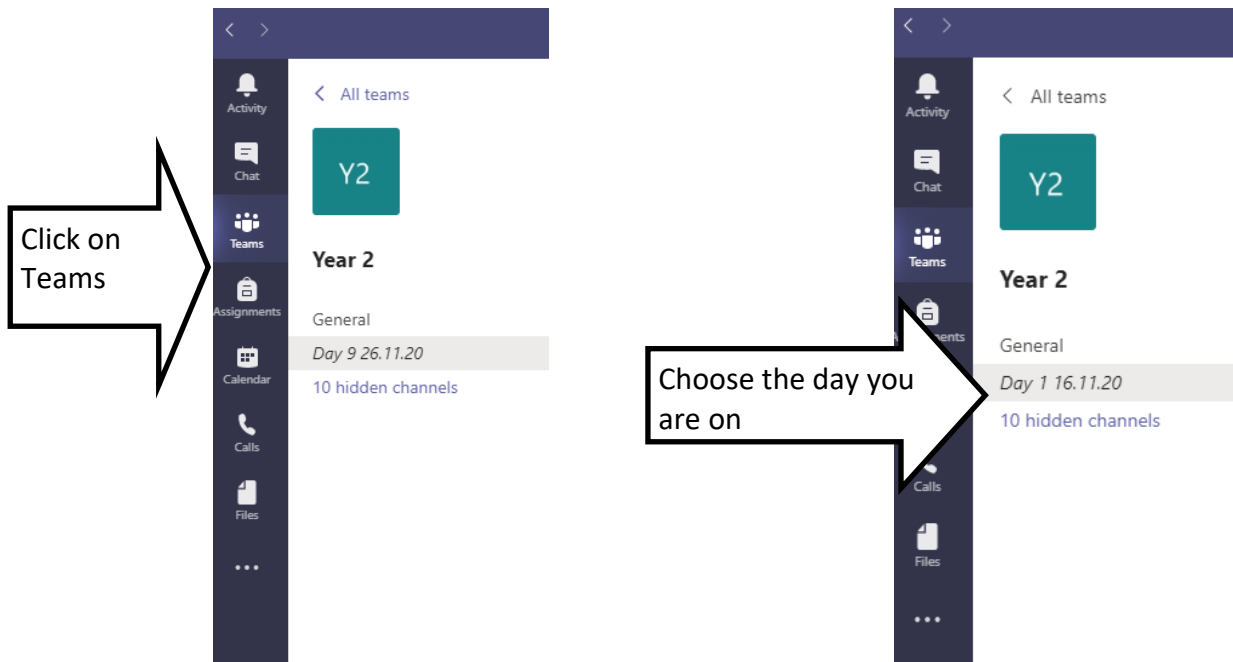 Activity
Chat
Teams
Assignments
Calendar
Calls
Files
All teams
Y2
Year 2
General
Day 9 26.11.20
10 hidden channels
Click on
Teams
Activity
Chat
Teams
ents
Calls
Files
All teams
Y2
Year 2
General
Day 1 16.11.20
10 hidden channels
Choose the day you
are on